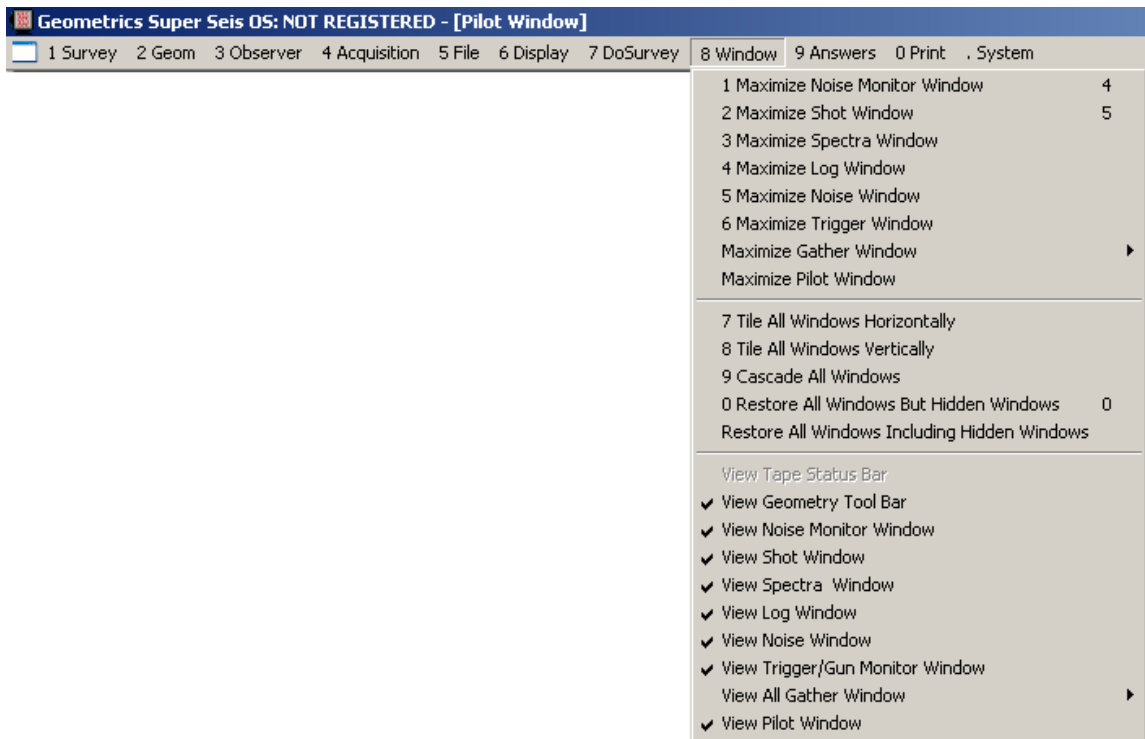 Geometrics Super Seis OS: NOT REGISTERED - [Pilot Window]
1 Survey 2 Geom 3 Observer 4 Acquisition 5 File 6 Display 7 DoSurvey 8 Window 9 Answers 0 Print . System
1 Maximize Noise Monitor Window 4
2 Maximize Shot Window 5
3 Maximize Spectra Window
4 Maximize Log Window
5 Maximize Noise Window
6 Maximize Trigger Window
Maximize Gather Window
Maximize Pilot Window
7 Tile All Windows Horizontally
8 Tile All Windows Vertically
9 Cascade All Windows
0 Restore All Windows But Hidden Windows 0
Restore All Windows Including Hidden Windows
View Tape Status Bar
View Geometry Tool Bar
View Noise Monitor Window
View Shot Window
View Spectra Window
View Log Window
View Noise Window
View Trigger/Gun Monitor Window
View All Gather Window
View Pilot Window